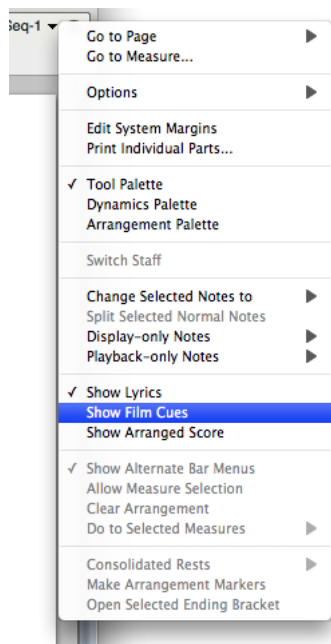 Seq-1
Go to Page
Go to Measure...
Options
Edit System Margins
Print Individual Parts...
✓ Tool Palette
Dynamics Palette
Arrangement Palette
Switch Staff
Change Selected Notes to
Split Selected Normal Notes
Display-only Notes
Playback-only Notes
✓ Show Lyrics
Show Film Cues
Show Arranged Score
✓ Show Alternate Bar Menus
Allow Measure Selection
Clear Arrangement
Do to Selected Measures
Consolidated Rests
Make Arrangement Markers
Open Selected Ending Bracket